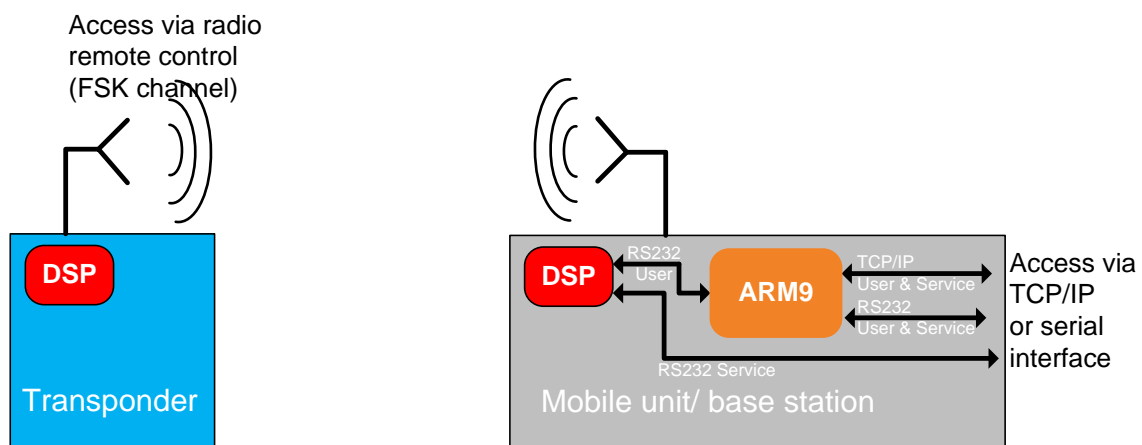 Access via radio
remote control
(FSK channel)
DSP
Transponder
RS232
User
DSP
ARM9
TCP/IP
User & Service
RS232
User & Service
RS232 Service
Mobile unit/ base station
Access via
TCP/IP
or serial
interface